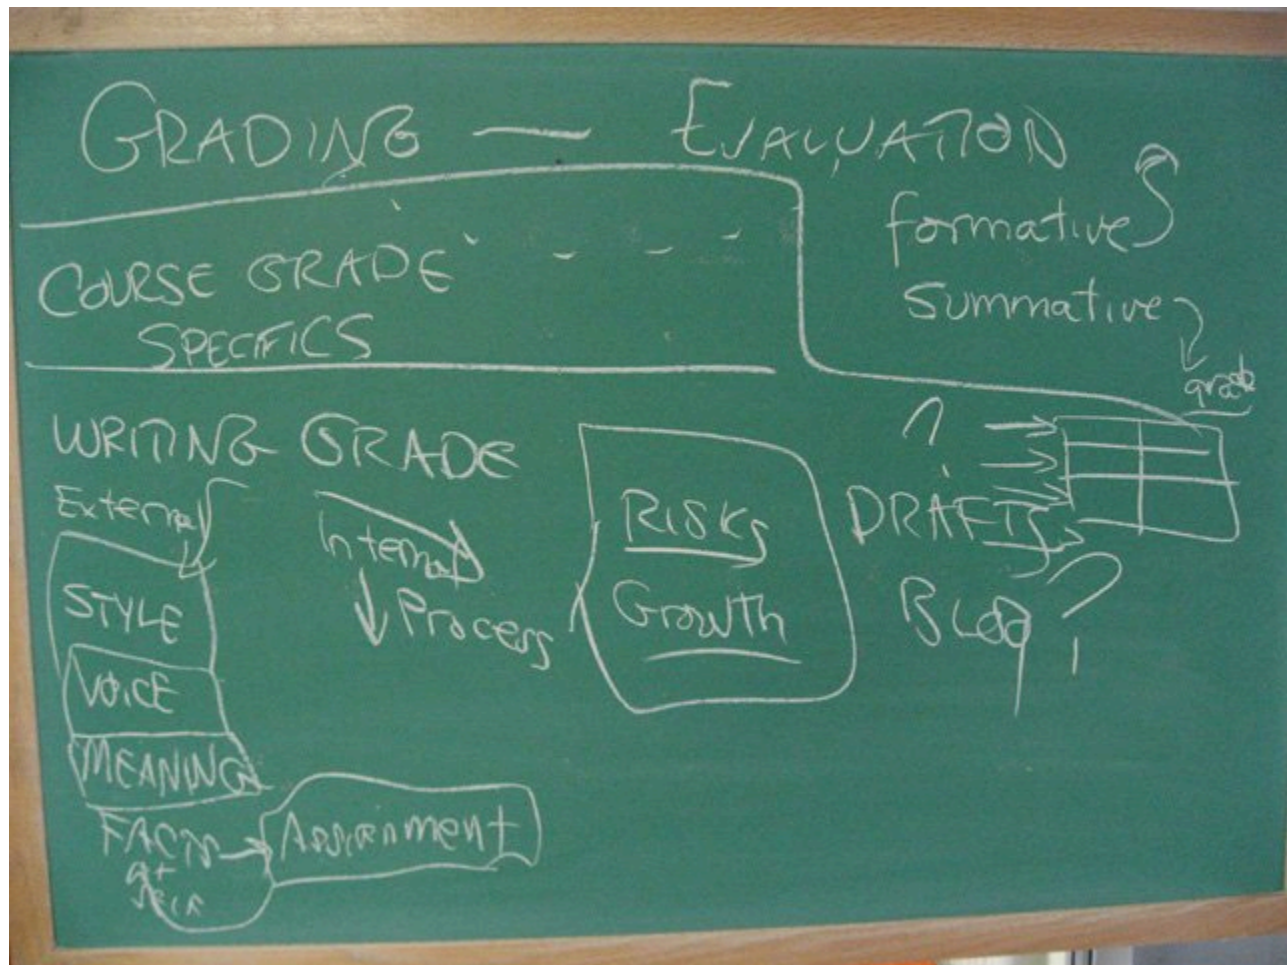 GRADING — EVALUATION
formative
summative
grade
COURSE GRADE
SPECIFICS
WRITING GRADE
External
STYLE
VOICE
MEANING
FACTS
Assignment
Internal
Process
RISKS
Growth
?
DRAFTS
BLOG ?